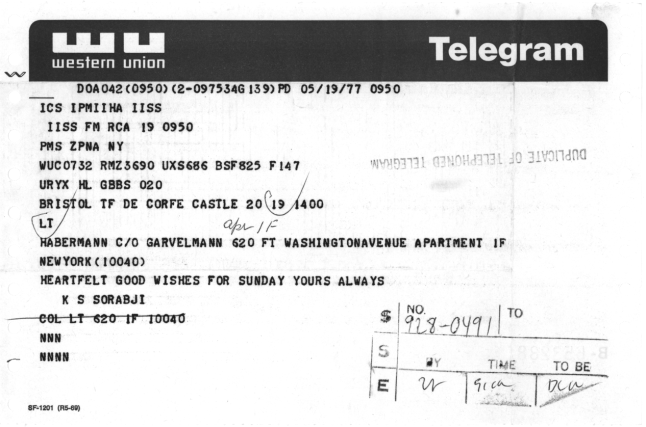 western union
Telegram
DOA042(0950)(2-097534G139)PD 05/19/77 0950
ICS IPMIIHA IISS
IISS FM RCA 19 0950
PMS ZPNA NY
WUC0732 RMZ3690 UXS686 BSF825 F147
DUPLICATE OF TELEPHONED TELEGRAM
URYX HL GBBS 020
BRISTOL TF DE CORFE CASTLE 20 19 1400
LT
apr 1F
HABERMANN C/O GARVELMANN 620 FT WASHINGTONAVENUE APARTMENT 1F
NEWYORK(10040)
HEARTFELT GOOD WISHES FOR SUNDAY YOURS ALWAYS
K S SORABJI
COL LT 620 1F 10040
NNN
NNNN
$ NO. 928-0491 TO
S BY TIME TO BE
E
SF-1201 (R5-69)